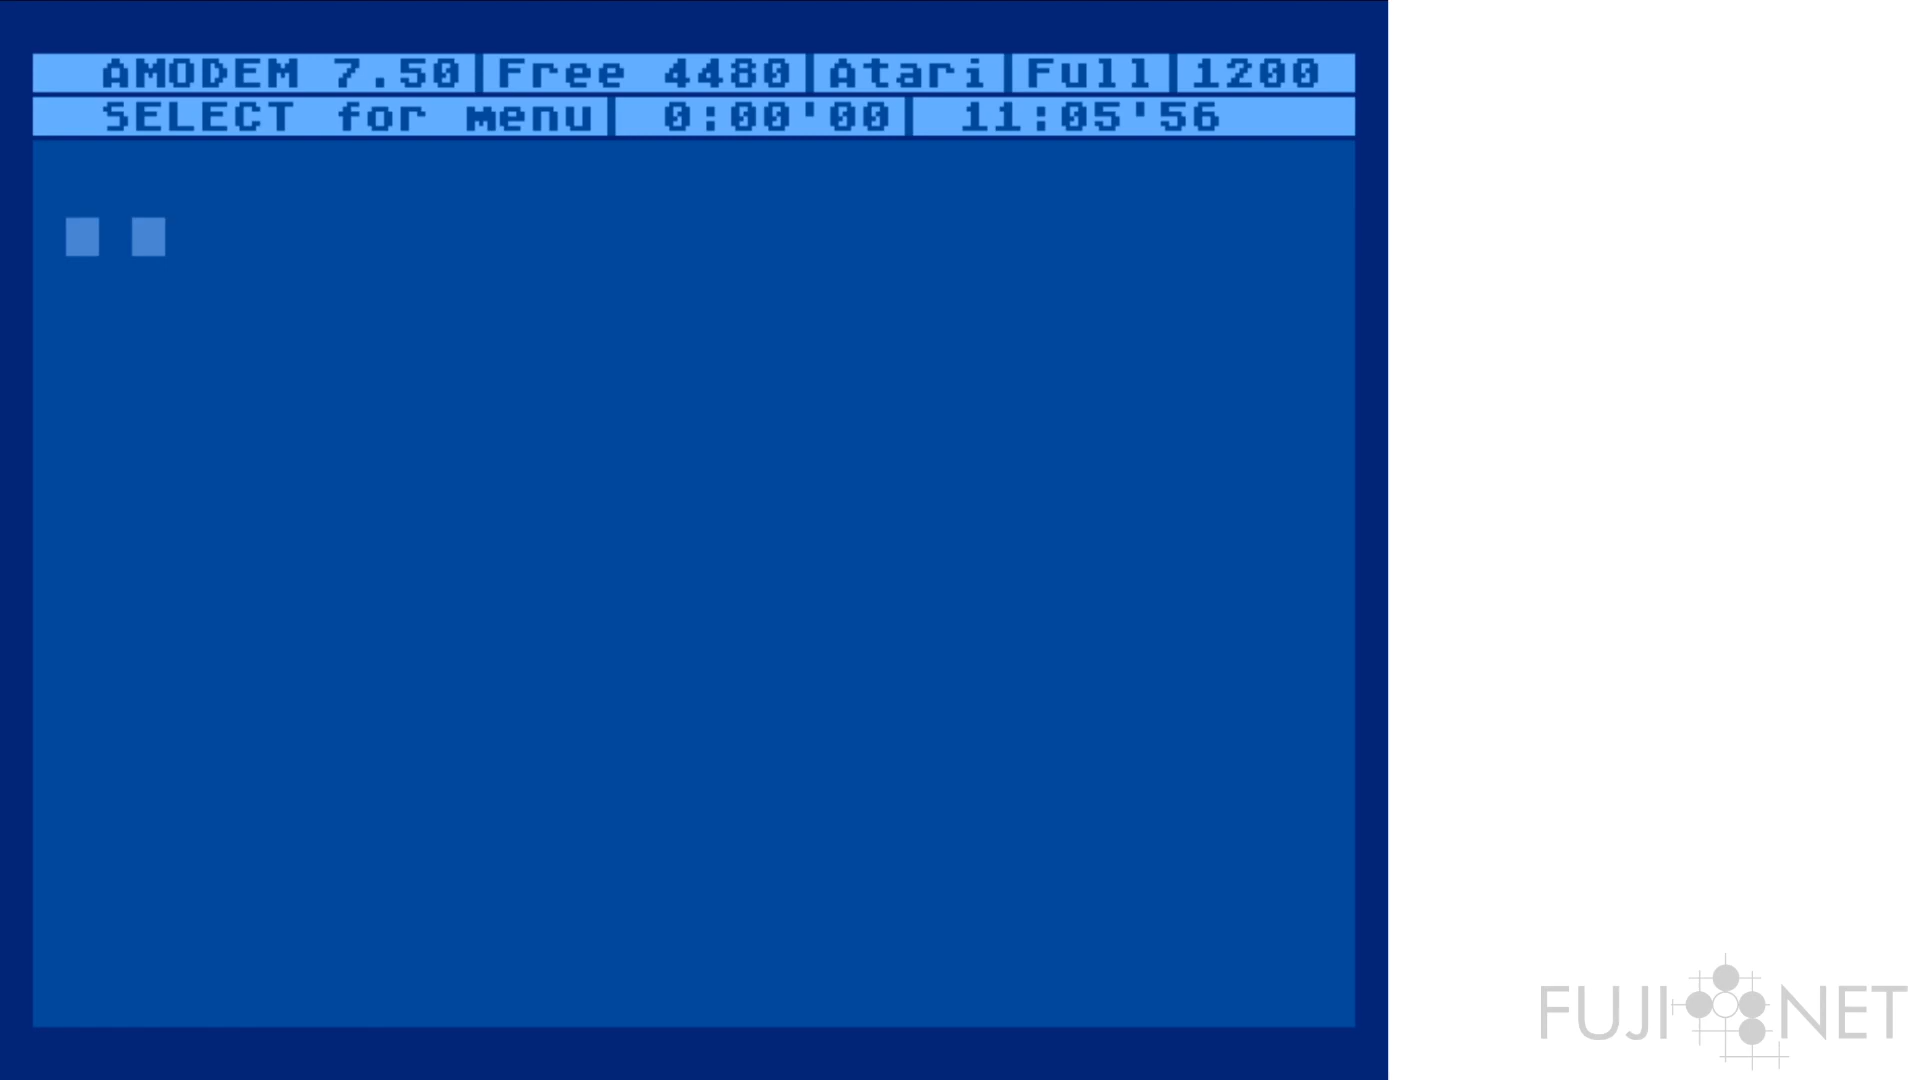 AMODEM 7.50|Free 4480|Atari|Full|1200
SELECT for menu| 0:00'00| 11:05'56
FUJINET